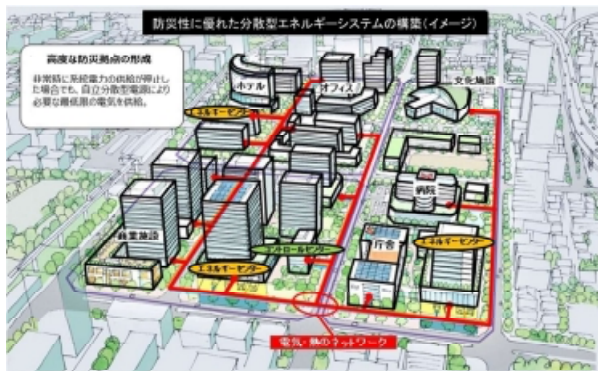 防災性に優れた分散型エネルギーシステムの構築（イメージ）
高度な防災拠点の形成
非常時に系統電力の供給が停止し
た場合でも、自立分散型電源により
必要な最低限の電気を供給。
ホテル
オフィス
文化施設
エネルギーセンター
病院
商業施設
コントロールセンター
庁舎
エネルギーセンター
エネルギーセンター
電気・熱のネットワーク